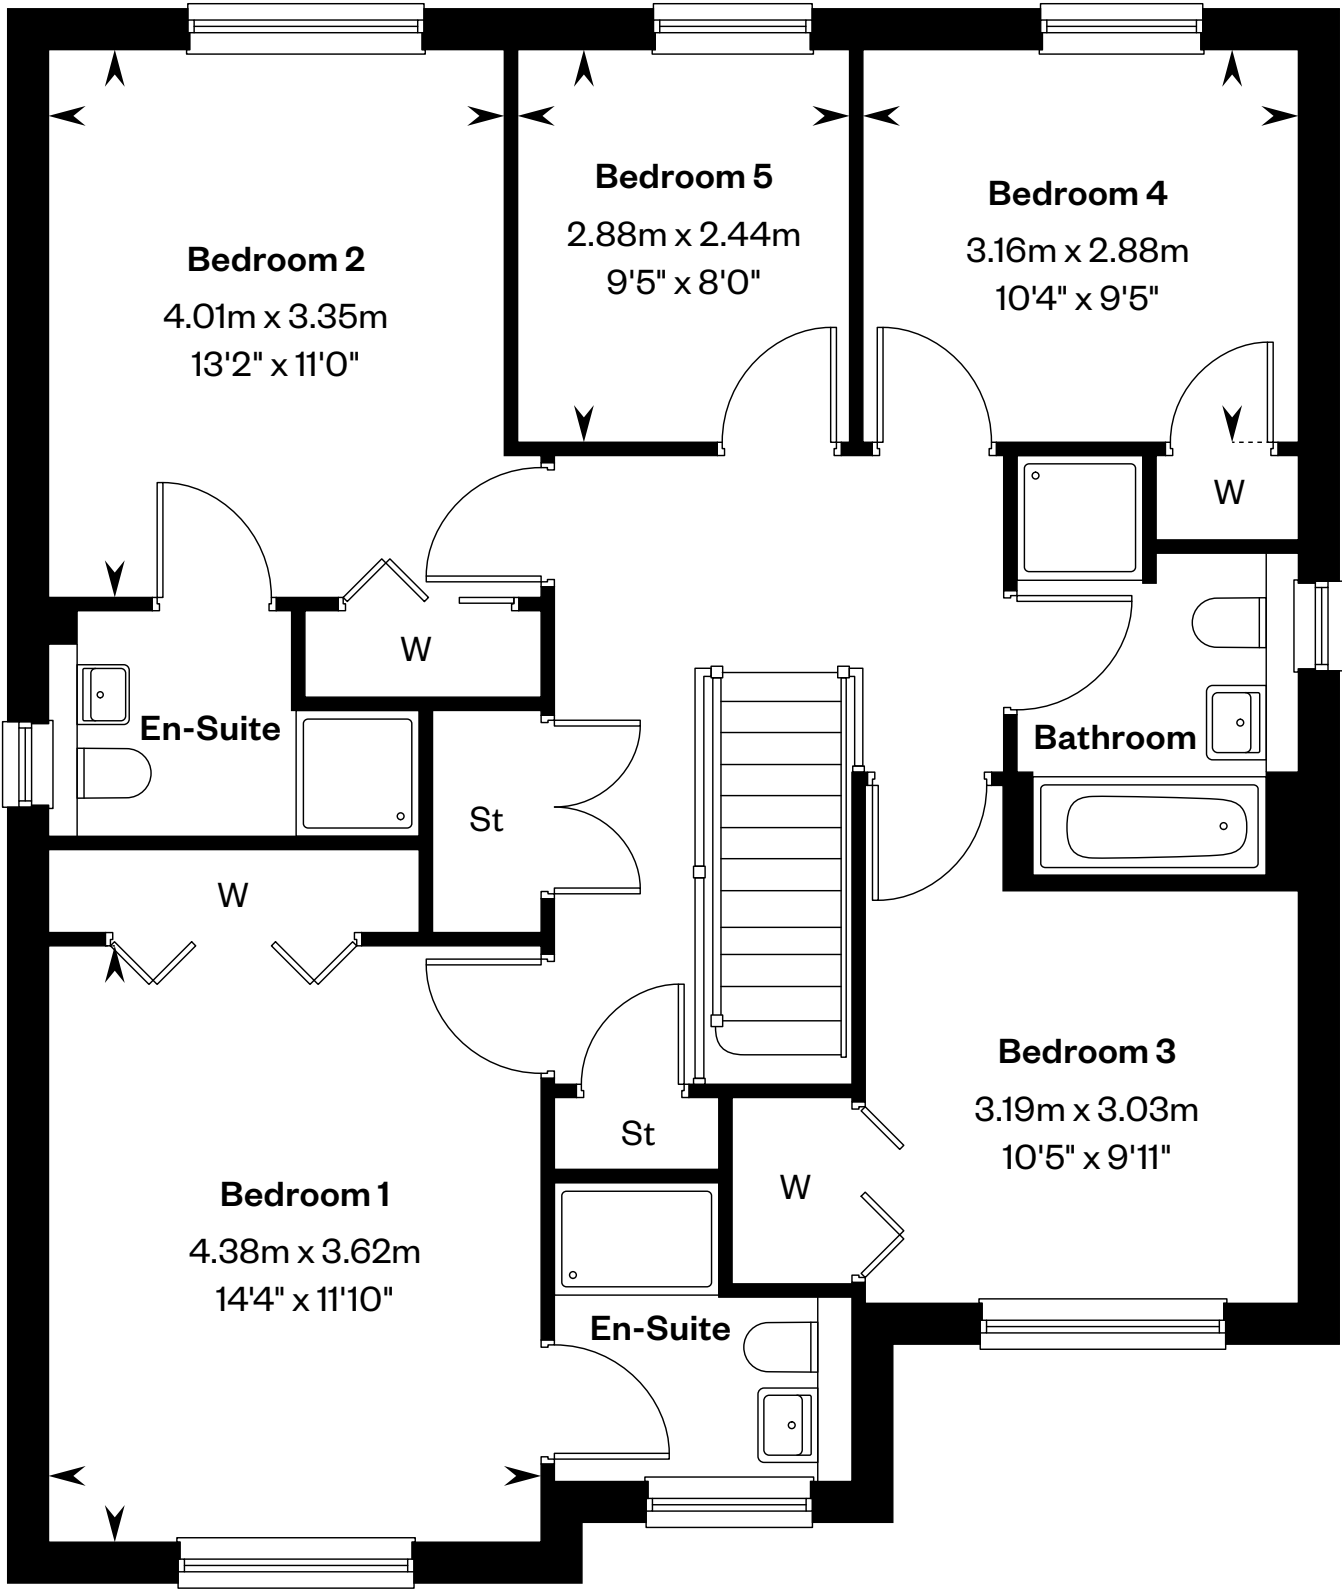 Bedroom 2
4.01m x 3.35m
13'2" x 11'0"
Bedroom 5
2.88m x 2.44m
9'5" x 8'0"
Bedroom 4
3.16m x 2.88m
10'4" x 9'5"
W
W
En-Suite
Bathroom
St
W
Bedroom 3
3.19m x 3.03m
10'5" x 9'11"
St
W
Bedroom 1
4.38m x 3.62m
14'4" x 11'10"
En-Suite